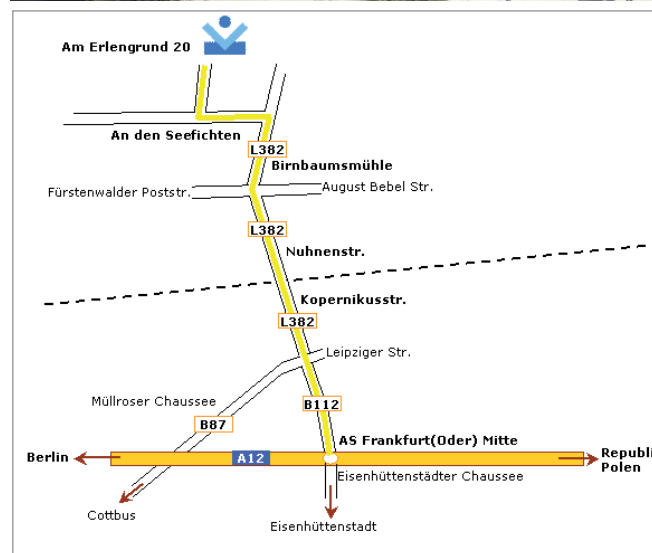 Am Erlengrund 20
An den Seefichten
L382
Birnbaumsmühle
Fürstenwalder Poststr.
August Bebel Str.
L382
Nuhnenstr.
Kopernikusstr.
L382
Leipziger Str.
Müllroser Chaussee
B112
B87
AS Frankfurt(Oder) Mitte
Berlin
A12
Republi
Polen
Eisenhüttenstädter Chaussee
Cottbus
Eisenhüttenstadt